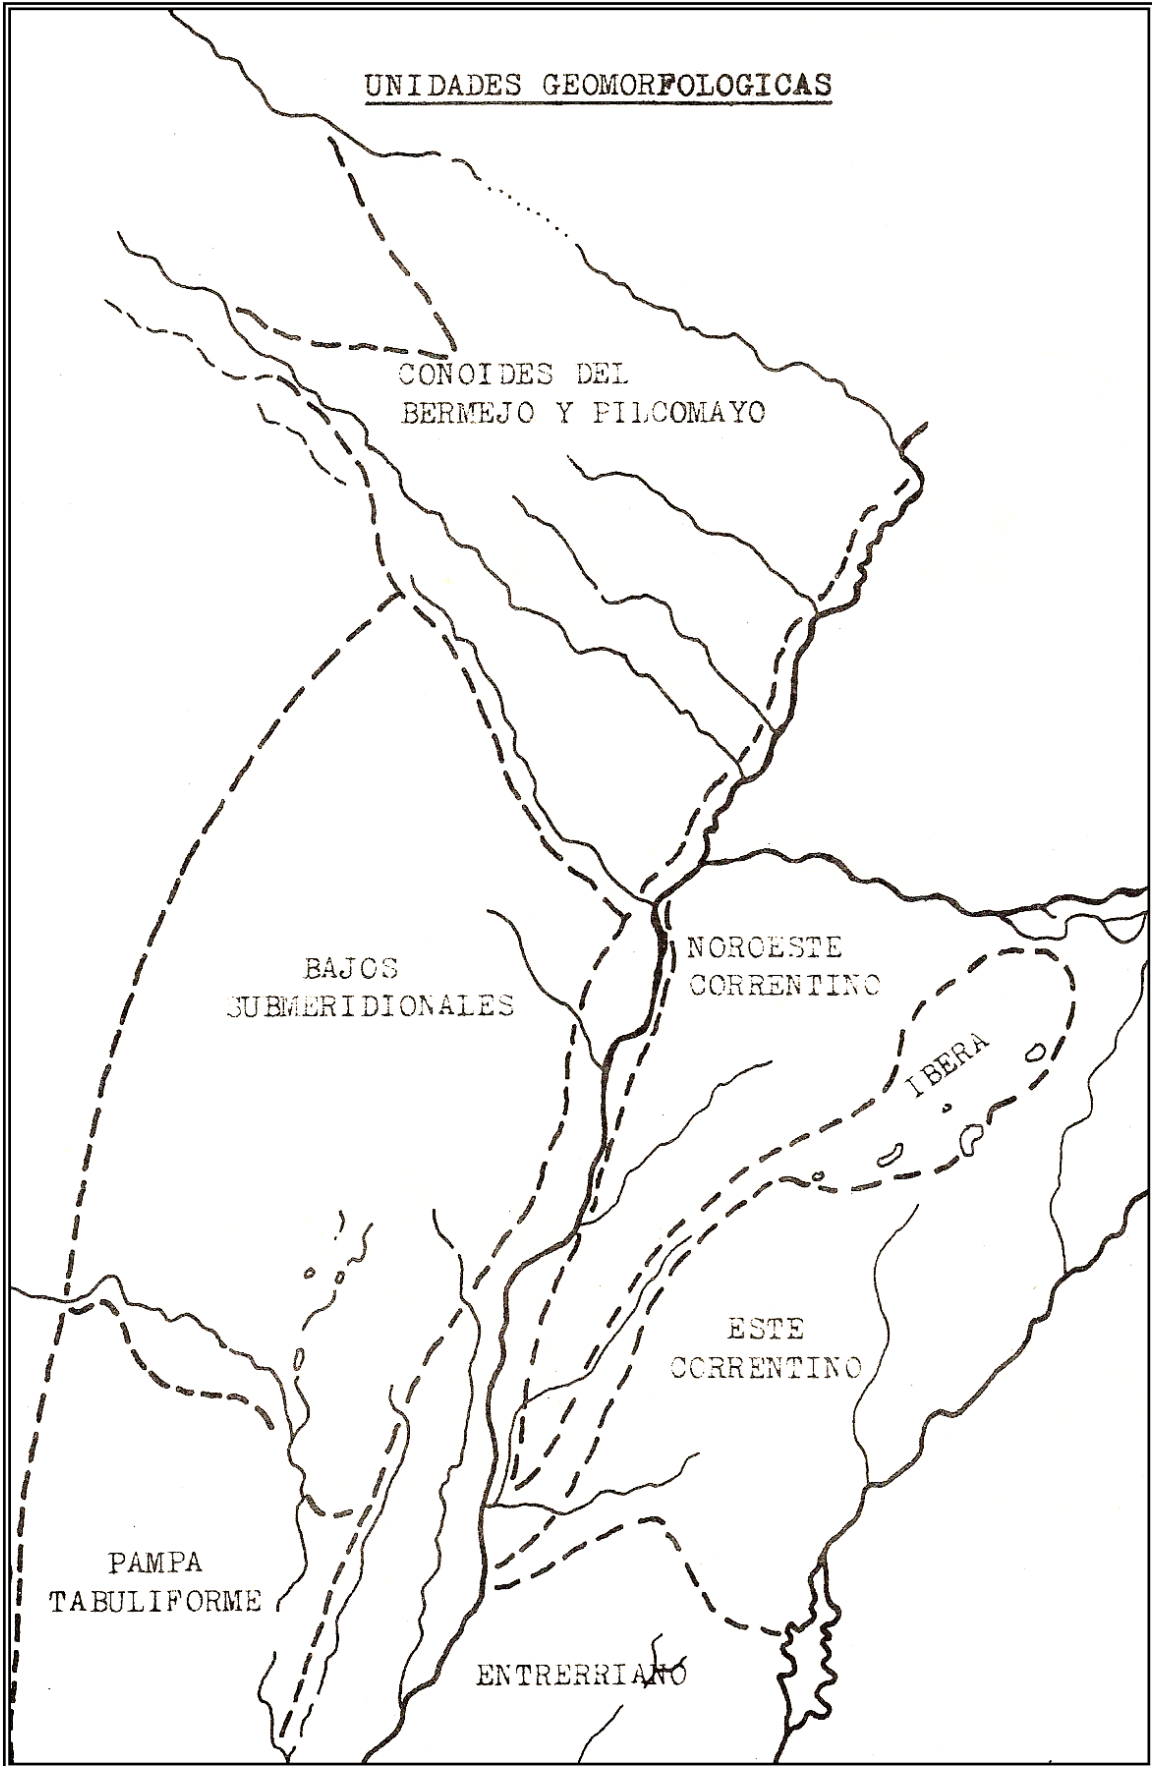 UNIDADES GEOMORFOLOGICAS
CONOIDES DEL
BERMEJO Y PILCOMAYO
NOROESTE
CORRENTINO
BAJOS
SUBMERIDIONALES
IBERA
ESTE
CORRENTINO
PAMPA
TABULIFORME
ENTRERRIANO